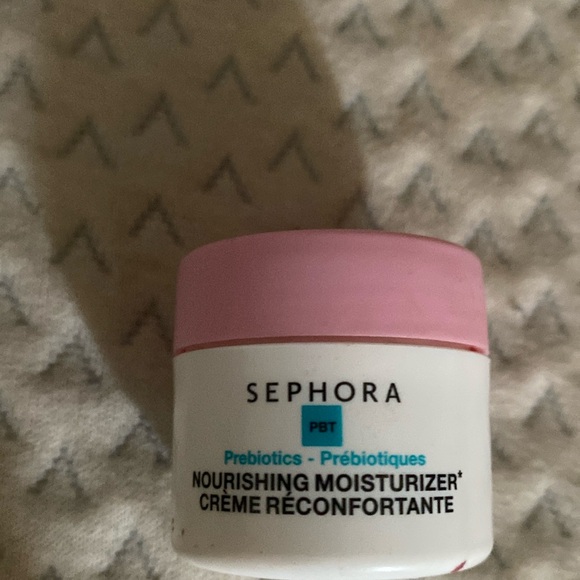 SEPHORA
PBT
Prebiotics - Prébiotiques
NOURISHING MOISTURIZER⁺
CRÈME RÉCONFORTANTE